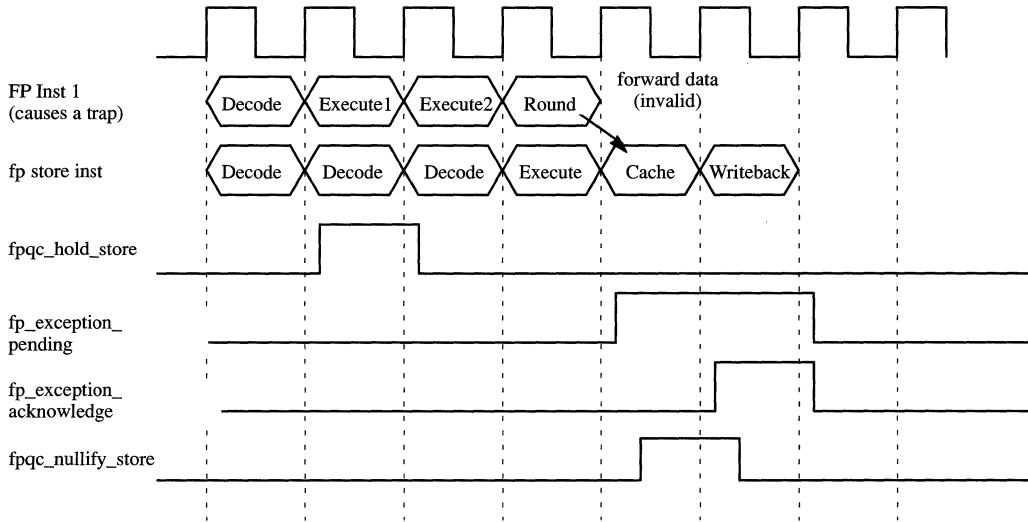 FP Inst 1
(causes a trap)
Decode
Execute1
Execute2
Round
forward data
(invalid)
fp store inst
Decode
Decode
Decode
Execute
Cache
Writeback
fpqc_hold_store
fp_exception_
pending
fp_exception_
acknowledge
fpqc_nullify_store